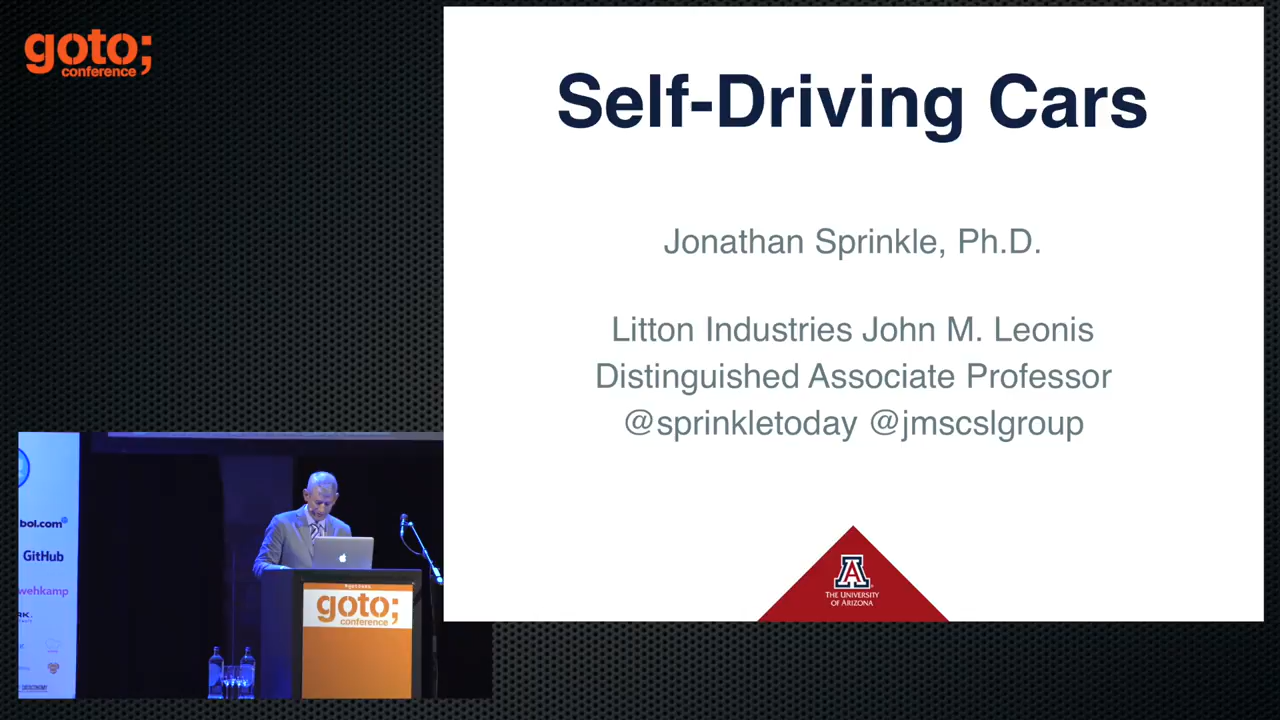 goto;
conference
Self-Driving Cars
Jonathan Sprinkle, Ph.D.
Litton Industries John M. Leonis
Distinguished Associate Professor
@sprinkletoday @jmscslgroup
A
THE UNIVERSITY
OF ARIZONA
bol.com
GitHub
wehkamp
goto;
conference